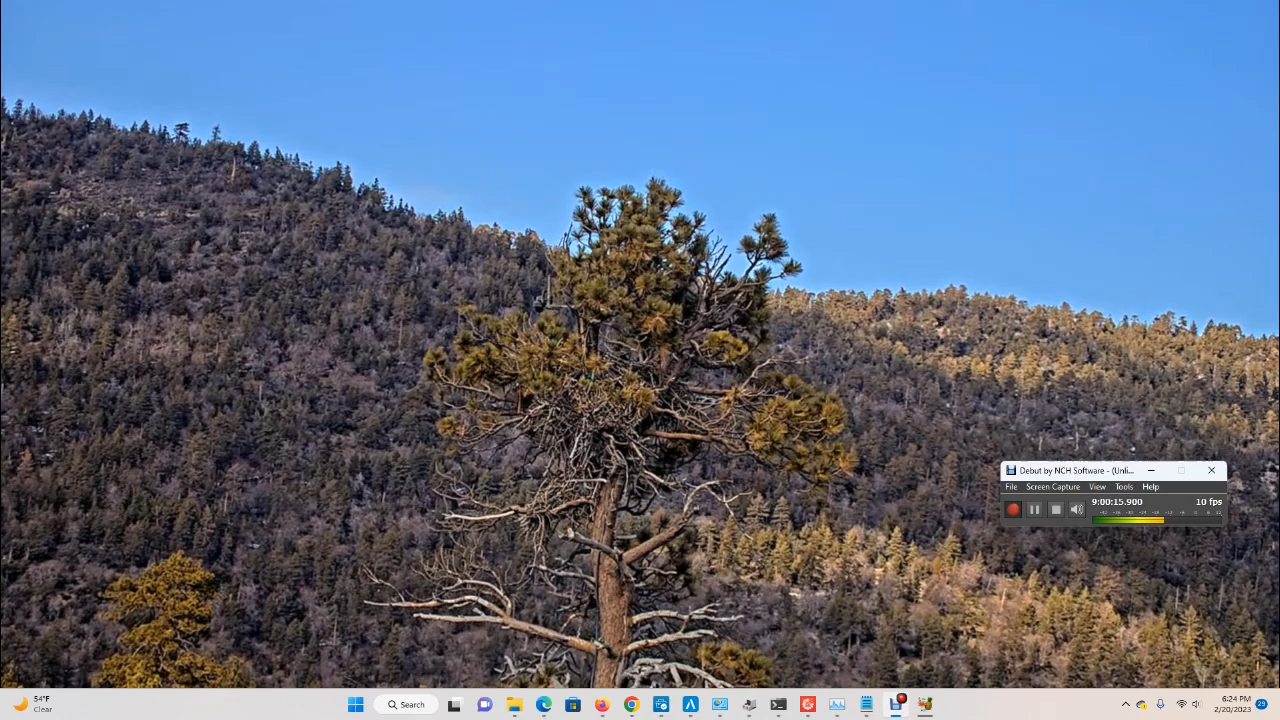 Debut by NCH Software - (Unli...
File Screen Capture View Tools Help
9:00:15.900 10 fps
54°F
Clear
Search
6:24 PM
2/20/2023
29